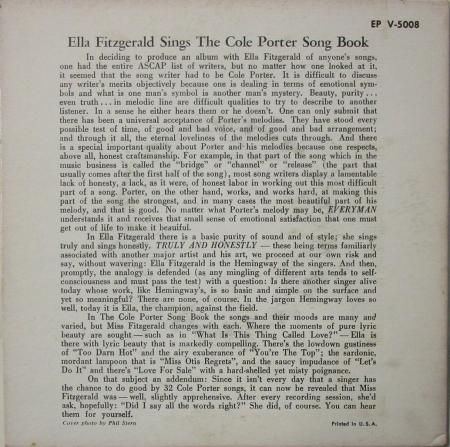 EP V-5008
Ella Fitzgerald Sings The Cole Porter Song Book
In deciding to produce an album with Ella Fitzgerald of anyone's songs,
one had the entire ASCAP list of writers, but no matter how one looked at it,
it seemed that the song writer had to be Cole Porter. It is difficult to discuss
any writer's merits objectively because one is dealing in terms of emotional sym-
bols and what is one man's symbol is another man's mystery. Beauty, purity . . .
even truth . . . in melodic line are difficult qualities to try to describe to another
listener. In a sense he either hears them or he doesn't. One can only submit that
there has been a universal acceptance of Porter's melodies. They have stood every
possible test of time, of good and bad voice, and of good and bad arrangement;
and through it all, the eternal loveliness of the melodies cuts through. And there
is a special important quality about Porter and his melodies because one respects,
above all, honest craftsmanship. For example, in that part of the song which in the
music business is called the "bridge" or "channel" or "release" (the part that
usually comes after the first half of the song), most song writers display a lamentable
lack of honesty, a lack, as it were, of honest labor in working out this most difficult
part of a song. Porter, on the other hand, works, and works hard, at making this
part of the song the strongest, and in many cases the most beautiful part of his
melody, and that is good. No matter what Porter's melody may be, EVERYMAN
understands it and receives that small sense of emotional satisfaction that one must
get out of life to make it beautiful.
In Ella Fitzgerald there is a basic purity of sound and of style; she sings
truly and sings honestly. TRULY AND HONESTLY — these being terms familiarly
associated with another major artist and his art, we proceed at our own risk and
say, without wavering: Ella Fitzgerald is the Hemingway of the singers. And then,
promptly, the analogy is defended (as any mingling of different arts tends to self-
consciousness and must pass the test) with a question: Is there another singer alive
today whose work, like Hemingway's, is so basic and simple on the surface and
yet so meaningful? There are none, of course. In the jargon Hemingway loves so
well, today it is Ella, the champion, against the field.
In The Cole Porter Song Book the songs and their moods are many and
varied, but Miss Fitzgerald changes with each. Where the moments of pure lyric
beauty are sought — such as in "What Is This Thing Called Love?" — Ella is
there with lyric beauty that is markedly compelling. There's the lowdown gustiness
of "Too Darn Hot" and the airy exuberance of "You're The Top"; the sardonic,
mordant lampoon that is "Miss Otis Regrets", and the saucy impudance of "Let's
Do It" and there's "Love For Sale" with a hard-shelled yet misty poignance.
On that subject an addendum: Since it isn't every day that a singer has
the chance to do good by 32 Cole Porter songs, it can now be revealed that Miss
Fitzgerald was — well, slightly apprehensive. After every recording session, she'd
ask, hopefully: "Did I say all the words right?" She did, of course. You can hear
them for yourself.
Cover photo by Phil Stern
Printed in U.S.A.